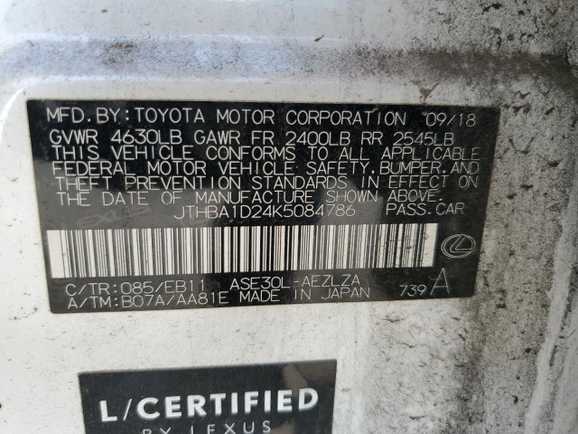 MFD.BY: TOYOTA MOTOR CORPORATION 09/18
GVWR 4630LB GAWR FR 2400LB RR 2545LB
THIS VEHICLE CONFORMS TO ALL APPLICABLE
FEDERAL MOTOR VEHICLE SAFETY,BUMPER,AND
THEFT PREVENTION STANDARDS IN EFFECT ON
THE DATE OF MANUFACTURE SHOWN ABOVE.
JTHBA1D24K5084786 PASS.CAR
C/TR:085/EB11 ASE30L-AEZLZA
A/TM:B07A/AA81E MADE IN JAPAN 739 A
L/CERTIFIED
BY LEXUS